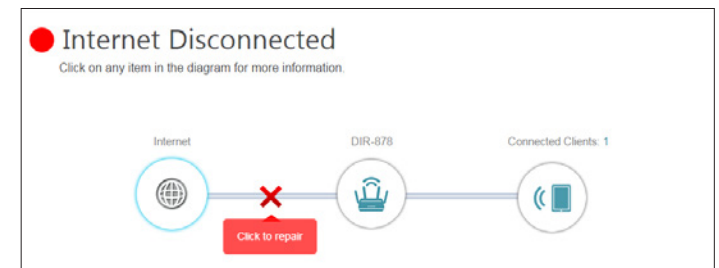 Internet Disconnected
Click on any item in the diagram for more information.
Internet
DIR-878
Connected Clients: 1
Click to repair